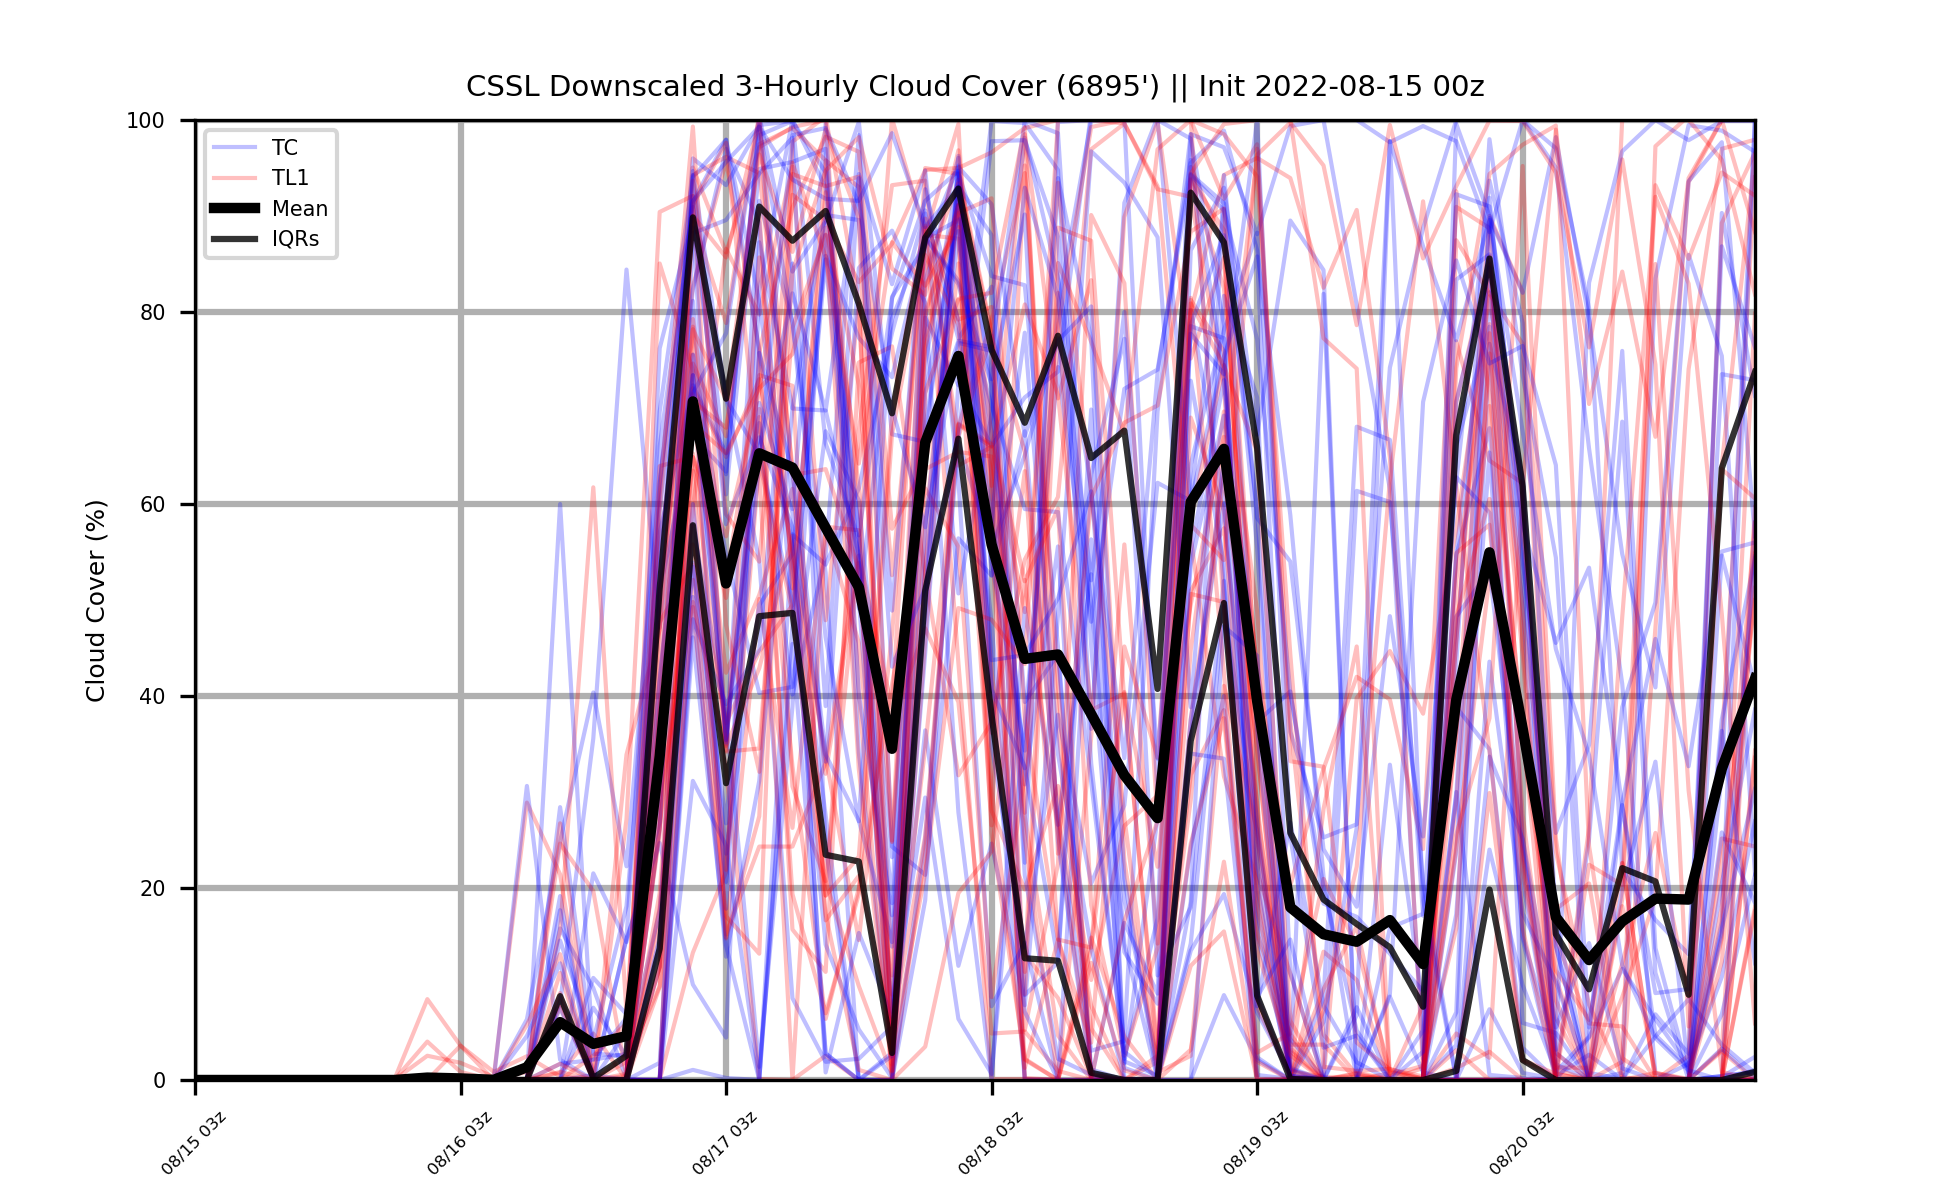 CSSL Downscaled 3-Hourly Cloud Cover (6895') || Init 2022-08-15 00z
TC
TL1
Mean
IQRs
Cloud Cover (%)
100
80
60
40
20
0
08/15 03z
08/16 03z
08/17 03z
08/18 03z
08/19 03z
08/20 03z